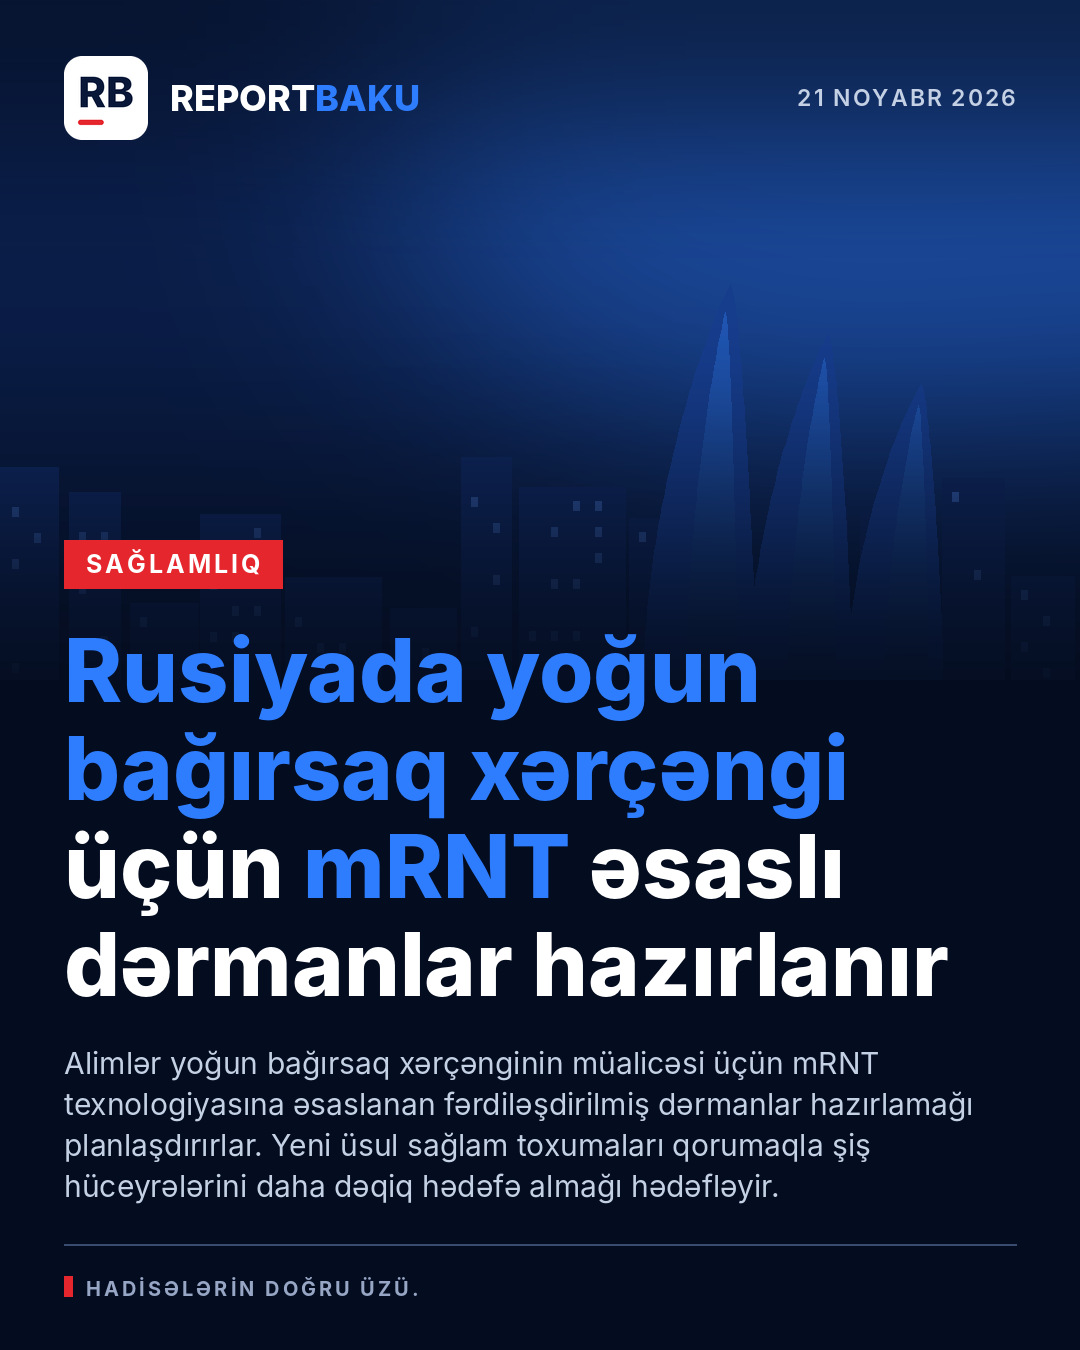 RB
REPORTBAKU
21 NOYABR 2026
SAĞLAMLIQ
Rusiyada yoğun
bağırsaq xərçəngi
üçün mRNT əsaslı
dərmanlar hazırlanır
Alimlər yoğun bağırsaq xərçənginin müalicəsi üçün mRNT
texnologiyasına əsaslanan fərdiləşdirilmiş dərmanlar hazırlamağı
planlaşdırırlar. Yeni üsul sağlam toxumaları qorumaqla şiş
hüceyrələrini daha dəqiq hədəfə almağı hədəfləyir.
HADİSƏLƏRİN DOĞRU ÜZÜ.